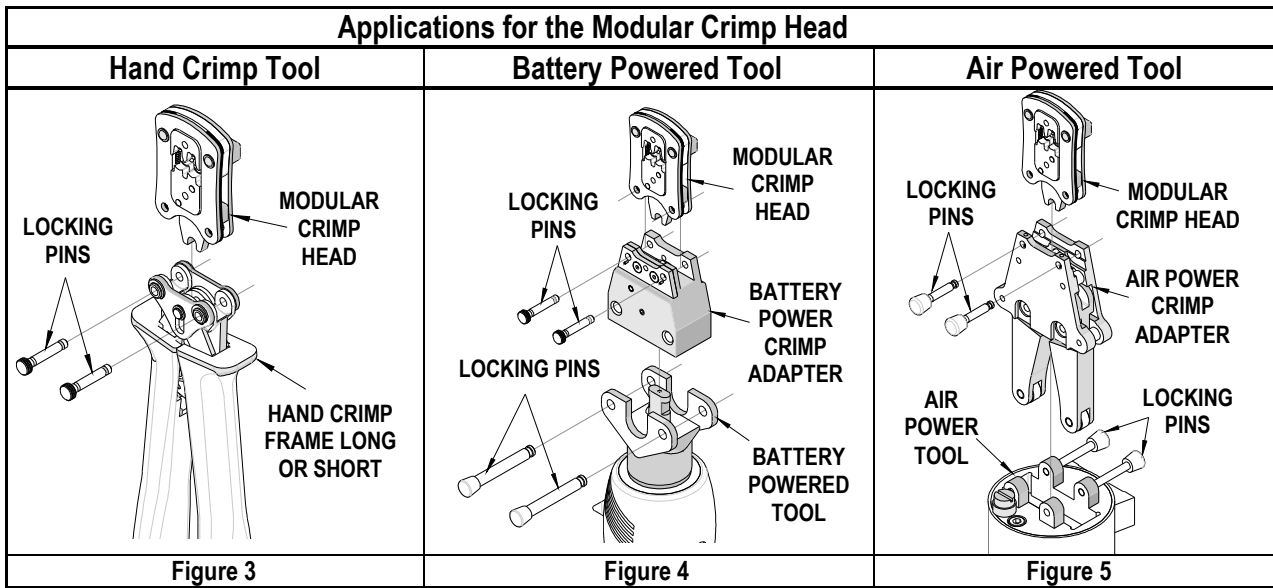 Applications for the Modular Crimp Head
Hand Crimp Tool
Battery Powered Tool
Air Powered Tool
LOCKING
PINS
MODULAR
CRIMP
HEAD
HAND CRIMP
FRAME LONG
OR SHORT
MODULAR
CRIMP
HEAD
LOCKING
PINS
BATTERY
POWER
CRIMP
ADAPTER
LOCKING PINS
BATTERY
POWERED
TOOL
LOCKING
PINS
MODULAR
CRIMP HEAD
AIR POWER
CRIMP
ADAPTER
AIR
POWER
TOOL
LOCKING
PINS
Figure 3
Figure 4
Figure 5